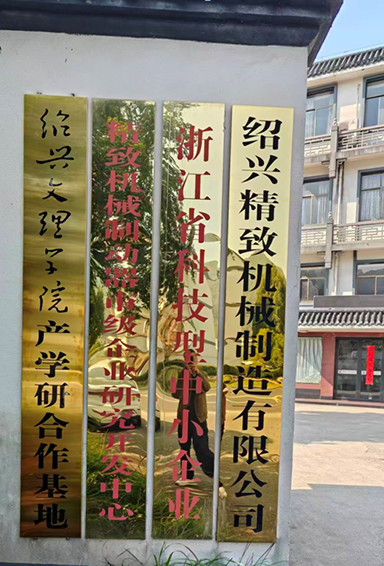 绍兴精致机械制造有限公司
浙江省科技型中小企业
精致机械制动器市级企业研究开发中心
绍兴文理学院产学研合作基地